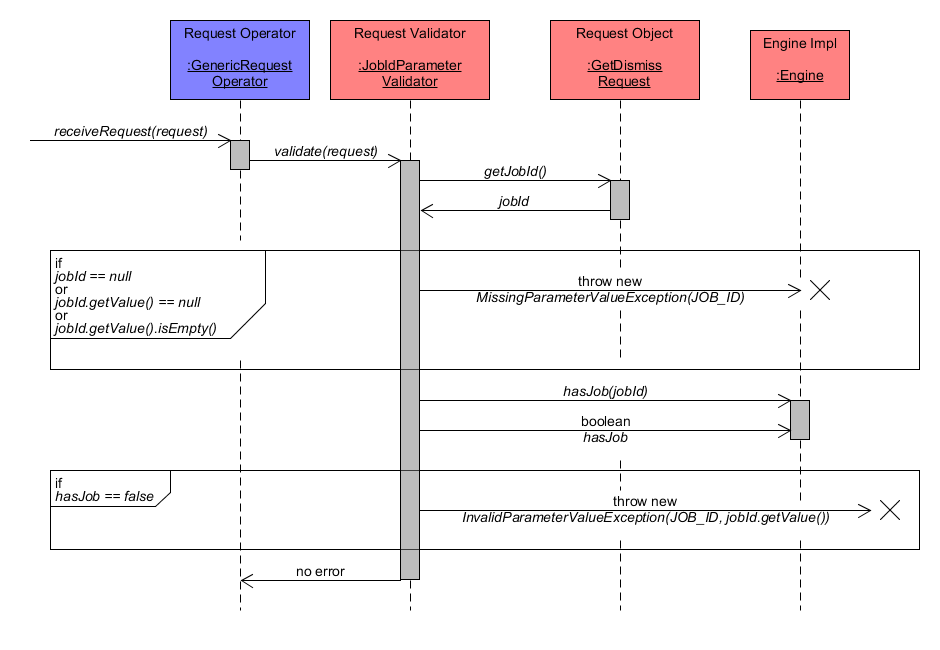 Request Operator
:GenericRequest
Operator
Request Validator
:JobIdParameter
Validator
Request Object
:GetDismiss
Request
Engine Impl
:Engine
receiveRequest(request)
validate(request)
getJobId()
jobId
if
jobId == null
or
jobId.getValue() == null
or
jobId.getValue().isEmpty()
throw new
MissingParameterValueException(JOB_ID)
hasJob(jobId)
boolean
hasJob
if
hasJob == false
throw new
InvalidParameterValueException(JOB_ID, jobId.getValue())
no error